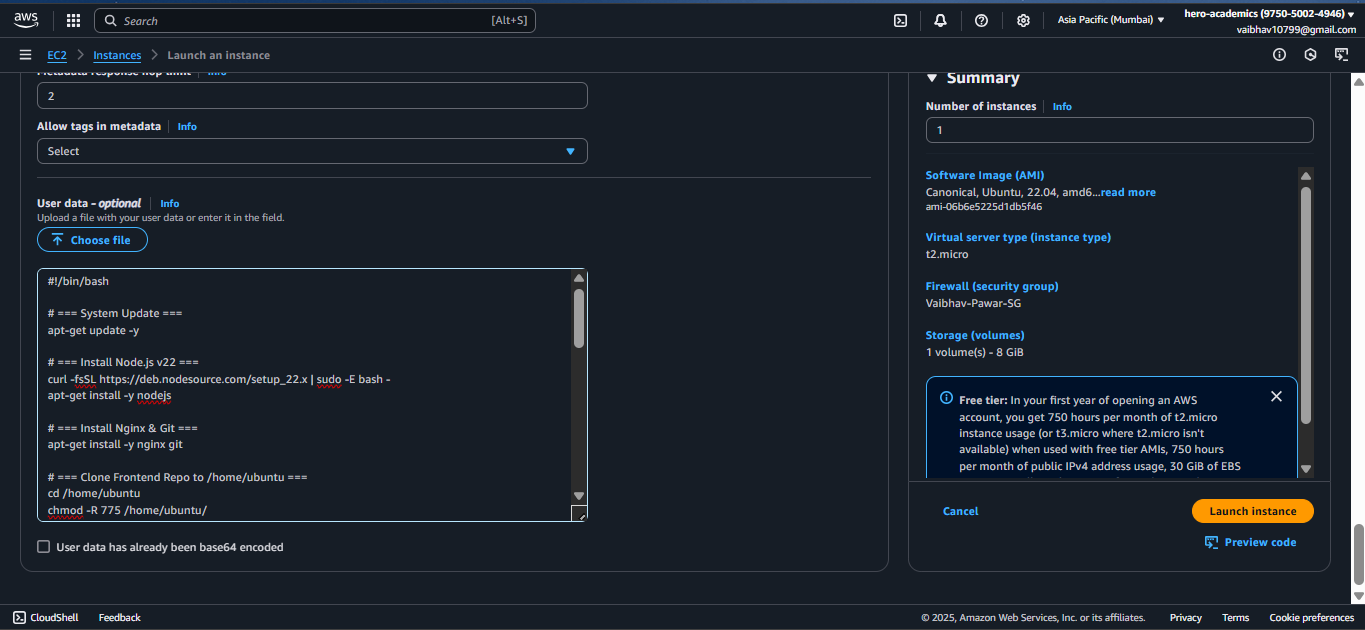 aws
Search
[Alt+S]
Asia Pacific (Mumbai)
hero-academics (9750-5002-4946)
vaibhav10799@gmail.com
EC2
Instances
Launch an instance
Metadata response hop limit Info
2
Allow tags in metadata Info
Select
User data – optional Info
Upload a file with your user data or enter it in the field.
Choose file
#!/bin/bash
# === System Update ===
apt-get update -y
# === Install Node.js v22 ===
curl -fsSL https://deb.nodesource.com/setup_22.x | sudo -E bash -
apt-get install -y nodejs
# === Install Nginx & Git ===
apt-get install -y nginx git
# === Clone Frontend Repo to /home/ubuntu ===
cd /home/ubuntu
chmod -R 775 /home/ubuntu/
User data has already been base64 encoded
Summary
Number of instances Info
1
Software Image (AMI)
Canonical, Ubuntu, 22.04, amd6...read more
ami-06b6e5225d1db5f46
Virtual server type (instance type)
t2.micro
Firewall (security group)
Vaibhav-Pawar-SG
Storage (volumes)
1 volume(s) - 8 GiB
Free tier: In your first year of opening an AWS
account, you get 750 hours per month of t2.micro
instance usage (or t3.micro where t2.micro isn't
available) when used with free tier AMIs, 750 hours
per month of public IPv4 address usage, 30 GiB of EBS
Cancel
Launch instance
Preview code
CloudShell
Feedback
© 2025, Amazon Web Services, Inc. or its affiliates.
Privacy
Terms
Cookie preferences